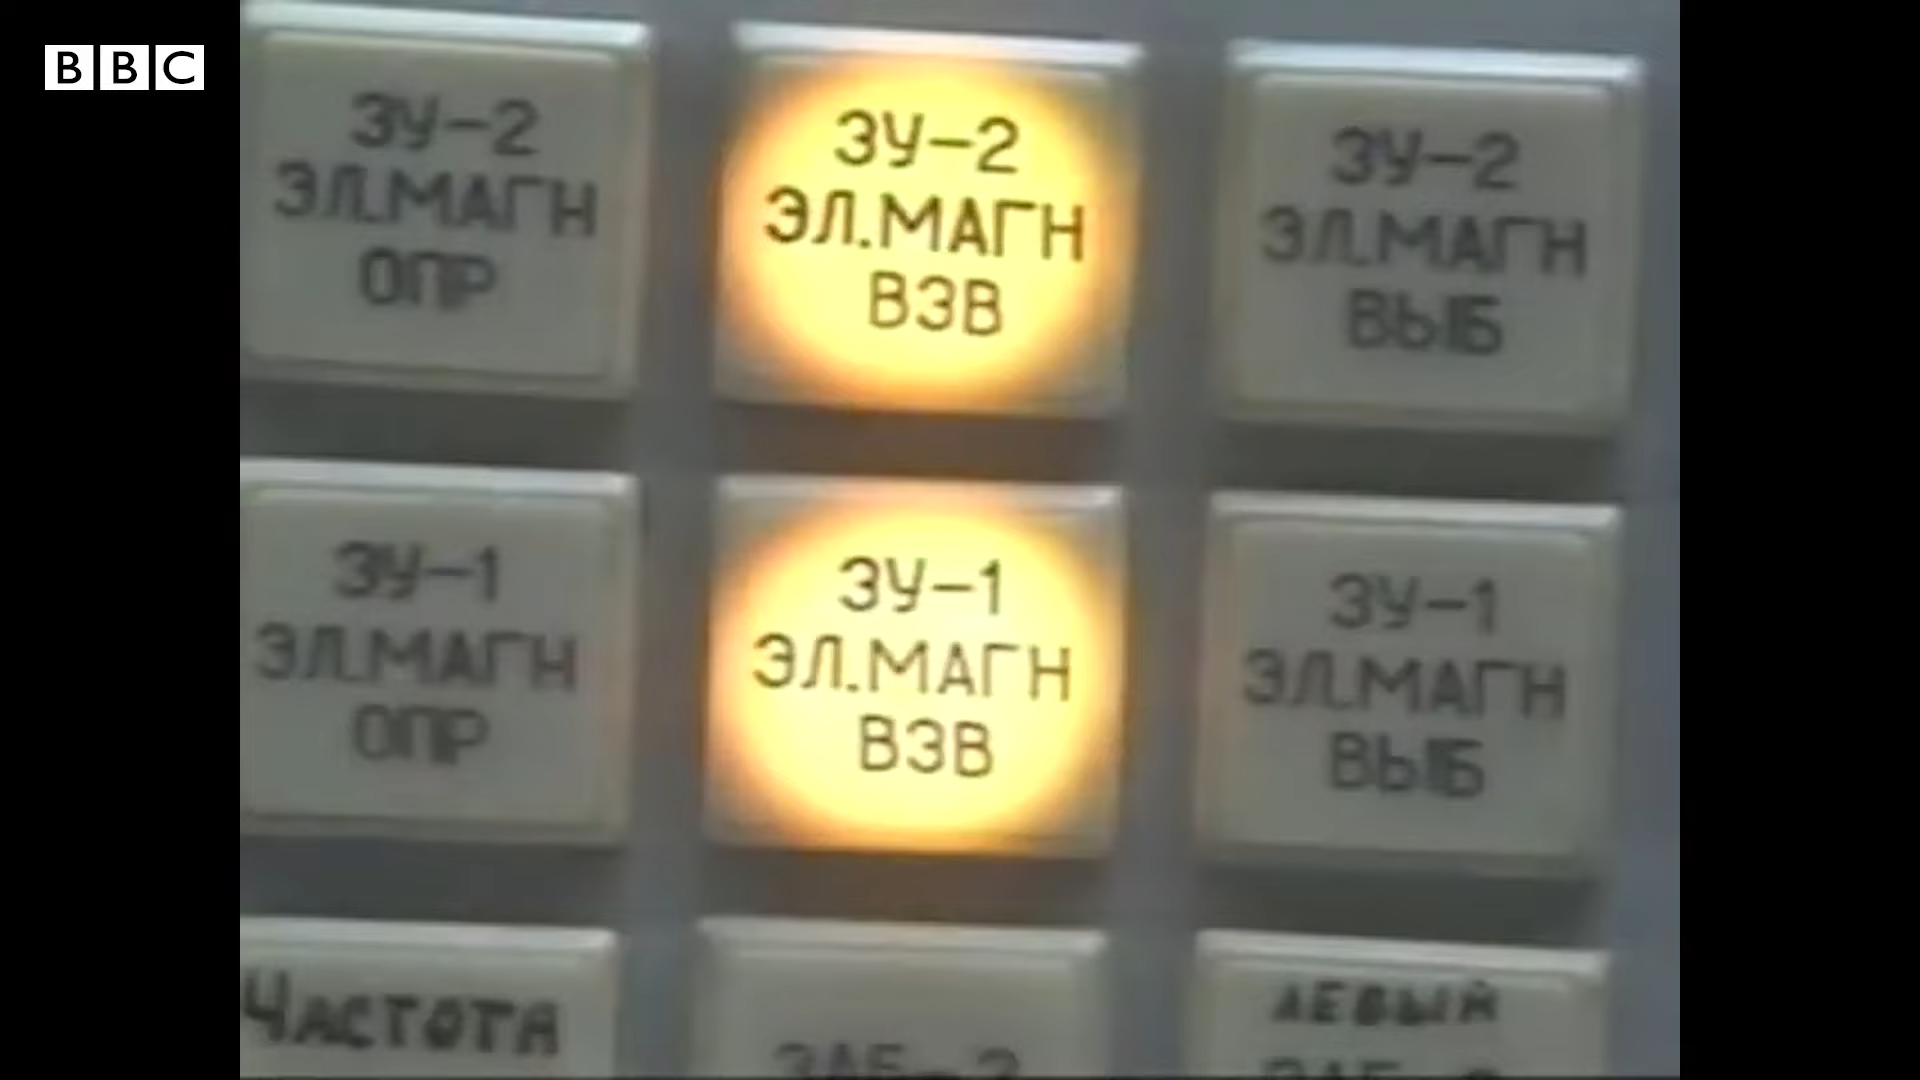 BBC
ЗУ-2
ЭЛ.МАГН
ОПР
ЗУ-2
ЭЛ.МАГН
ВЗВ
ЗУ-2
ЭЛ.МАГН
ВЫБ
ЗУ-1
ЭЛ.МАГН
ОПР
ЗУ-1
ЭЛ.МАГН
ВЗВ
ЗУ-1
ЭЛ.МАГН
ВЫБ
ЧАСТОТА
ЛЕВЫЙ